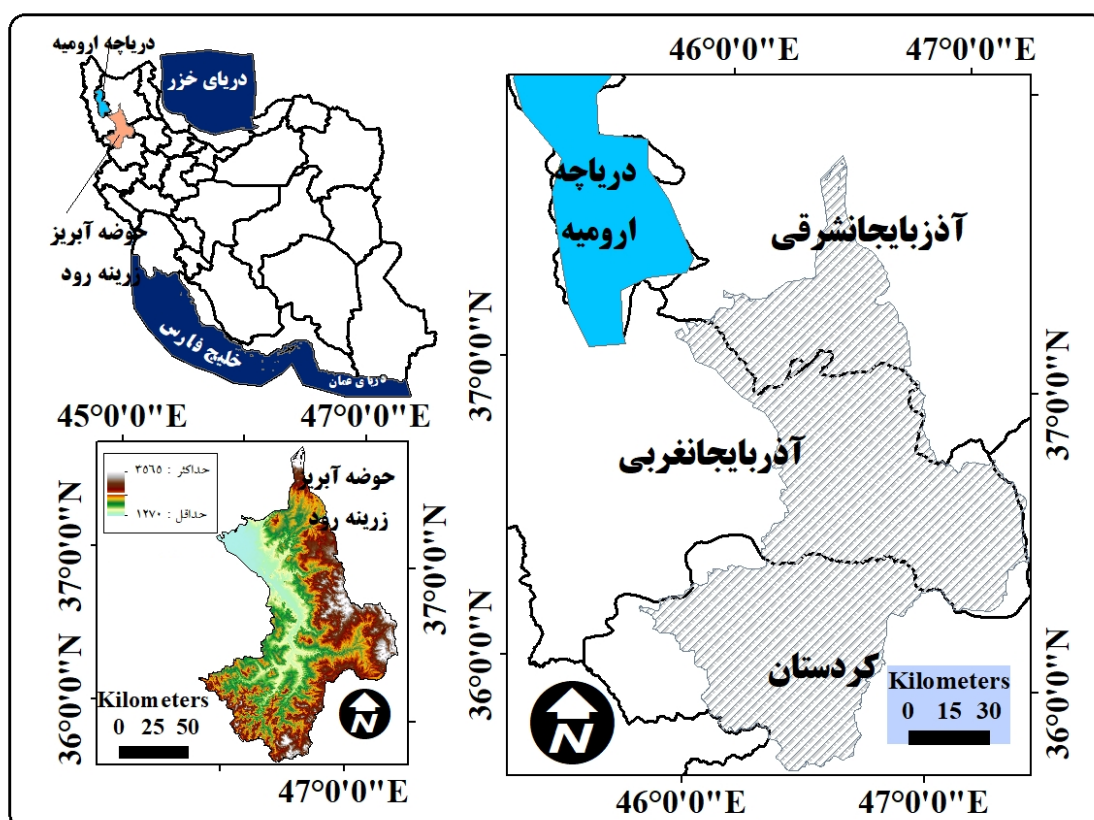 دریاچه ارومیه
دریای خزر
حوضه آبریز
زرینه رود
خلیج فارس
دریای عمان
45°0'0"E
47°0'0"E
37°0'0"N
36°0'0"N
حداکثر : ۳۵۶۵
حداقل : ۱۲۷۰
حوضه آبریز
زرینه رود
37°0'0"N
Kilometers
0 25 50
N
47°0'0"E
46°0'0"E
47°0'0"E
دریاچه
ارومیه
آذزبایجانشرقی
37°0'0"N
37°0'0"N
آذربایجانغربی
36°0'0"N
36°0'0"N
کردستان
Kilometers
0 15 30
N
46°0'0"E
47°0'0"E